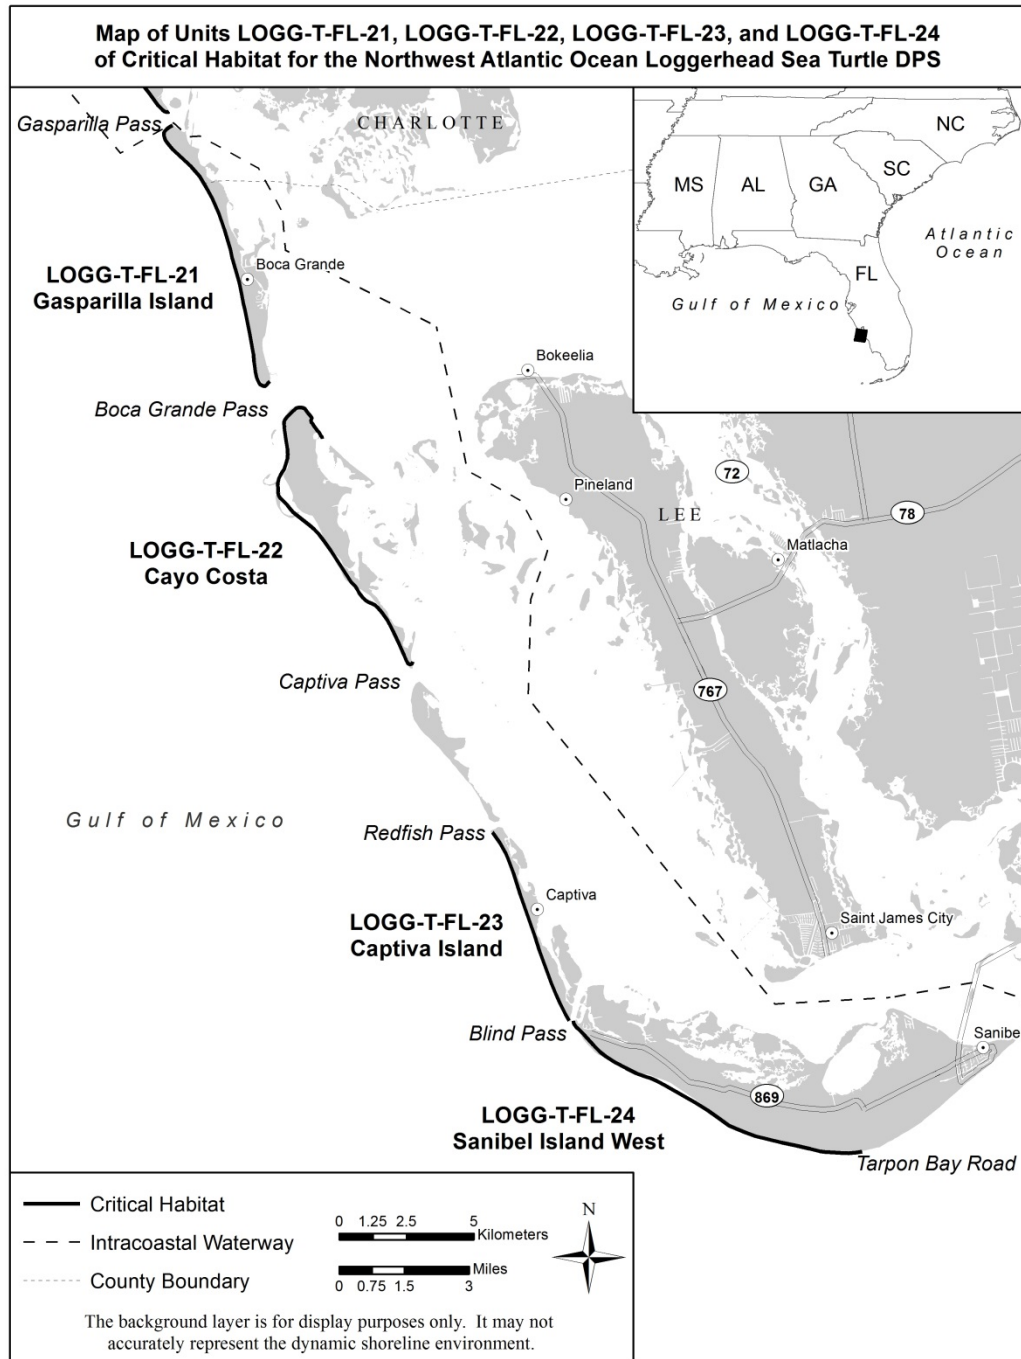 Map of Units LOGG-T-FL-21, LOGG-T-FL-22, LOGG-T-FL-23, and LOGG-T-FL-24
of Critical Habitat for the Northwest Atlantic Ocean Loggerhead Sea Turtle DPS
Gasparilla Pass
CHARLOTTE
LOGG-T-FL-21
Gasparilla Island
Boca Grande
Boca Grande Pass
LOGG-T-FL-22
Cayo Costa
Captiva Pass
Bokeelia
Pineland
LEE
72
78
Matlacha
767
Gulf of Mexico
Redfish Pass
LOGG-T-FL-23
Captiva Island
Captiva
Saint James City
Blind Pass
Sanibe
869
LOGG-T-FL-24
Sanibel Island West
Tarpon Bay Road
NC
SC
MS
AL
GA
FL
Atlantic
Ocean
Gulf of Mexico
Critical Habitat
Intracoastal Waterway
County Boundary
0 1.25 2.5 5
Kilometers
Miles
0 0.75 1.5 3
N
The background layer is for display purposes only. It may not
accurately represent the dynamic shoreline environment.